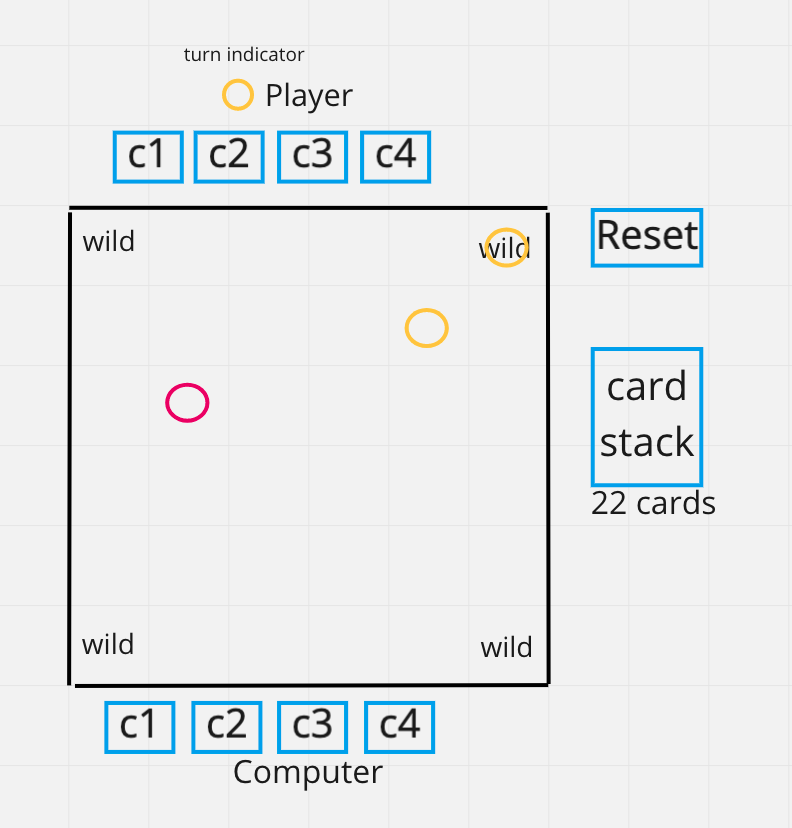 turn indicator
Player
c1 c2 c3 c4
wild wild
Reset
card
stack
22 cards
wild wild
c1 c2 c3 c4
Computer